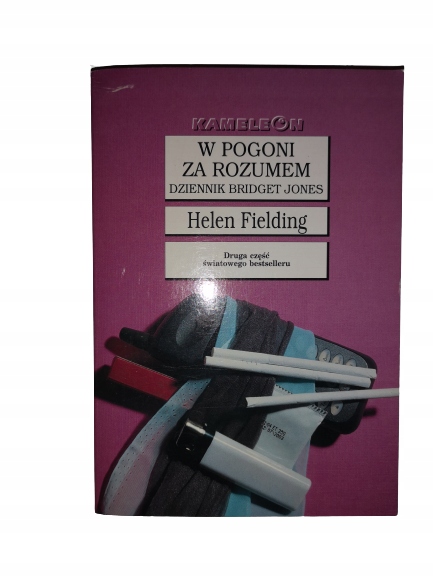 KAMELEON
W POGONI
ZA ROZUMEM
DZIENNIK BRIDGET JONES
Helen Fielding
Druga część
światowego bestselleru